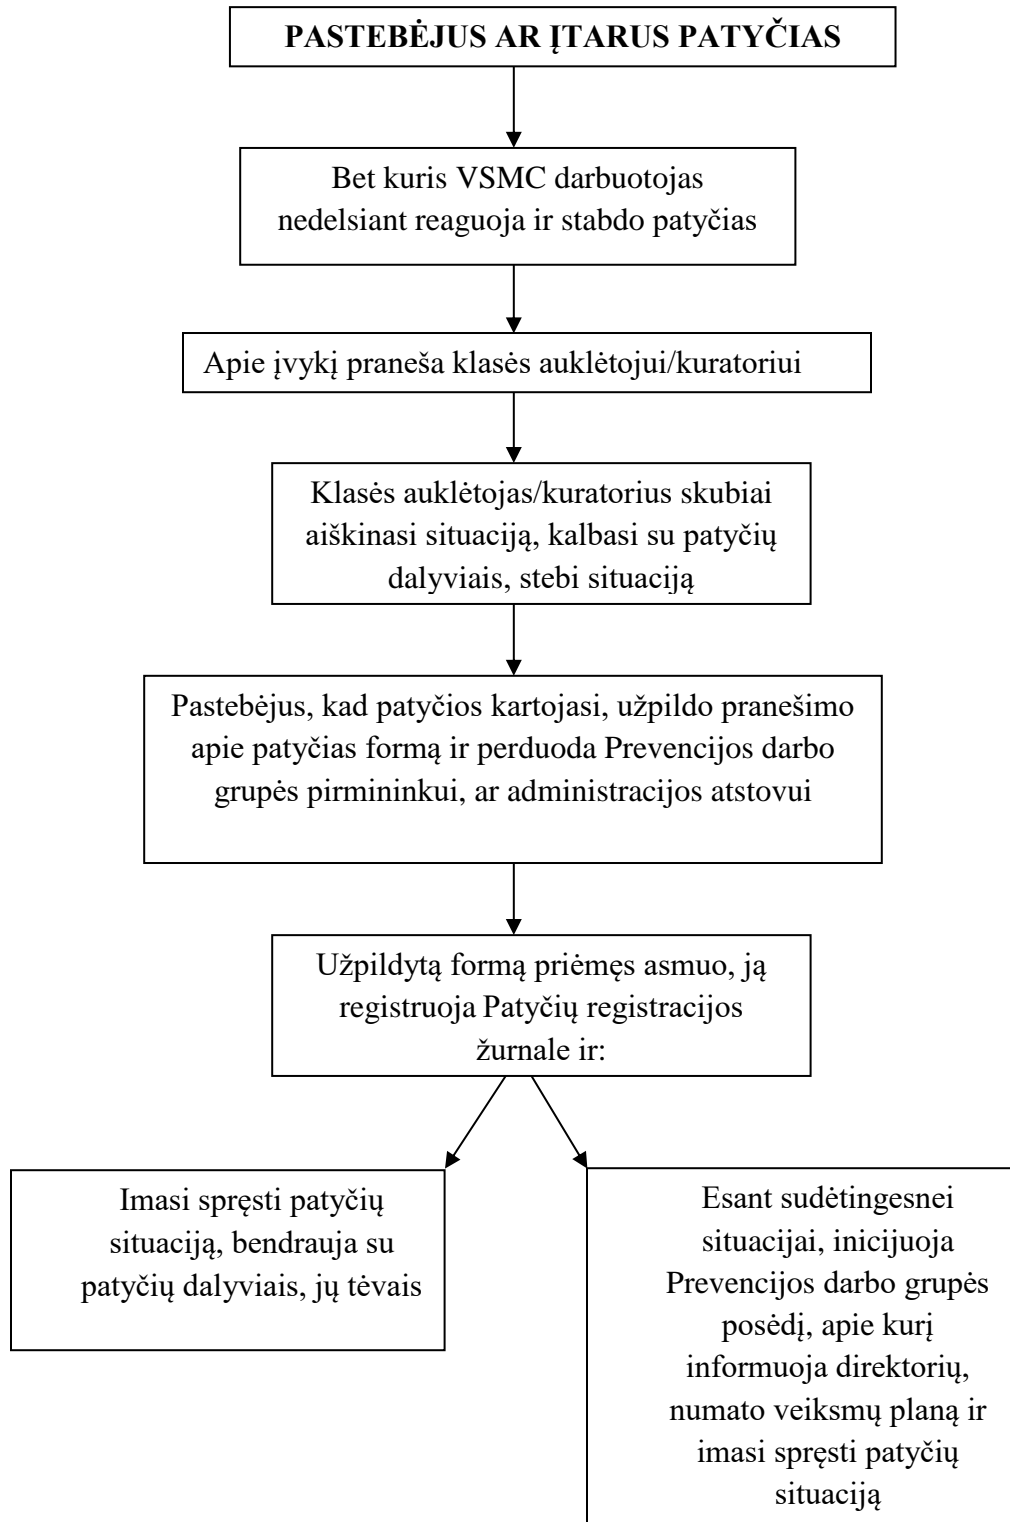 PASTEBĖJUS AR ĮTARUS PATYČIAS
Bet kuris VSMC darbuotojas
nedelsiant reaguoja ir stabdo patyčias
Apie įvykį praneša klasės auklėtojui/kuratoriui
Klasės auklėtojas/kuratorius skubiai
aiškinasi situaciją, kalbasi su patyčių
dalyviais, stebi situaciją
Pastebėjus, kad patyčios kartojasi, užpildo pranešimo
apie patyčias formą ir perduoda Prevencijos darbo
grupės pirmininkui, ar administracijos atstovui
Užpildytą formą priėmęs asmuo, ją
registruoja Patyčių registracijos
žurnale ir:
Imasi spręsti patyčių
situaciją, bendrauja su
patyčių dalyviais, jų tėvais
Esant sudėtingesnei
situacijai, inicijuoja
Prevencijos darbo grupės
posėdį, apie kurį
informuoja direktorių,
numato veiksmų planą ir
imasi spręsti patyčių
situaciją